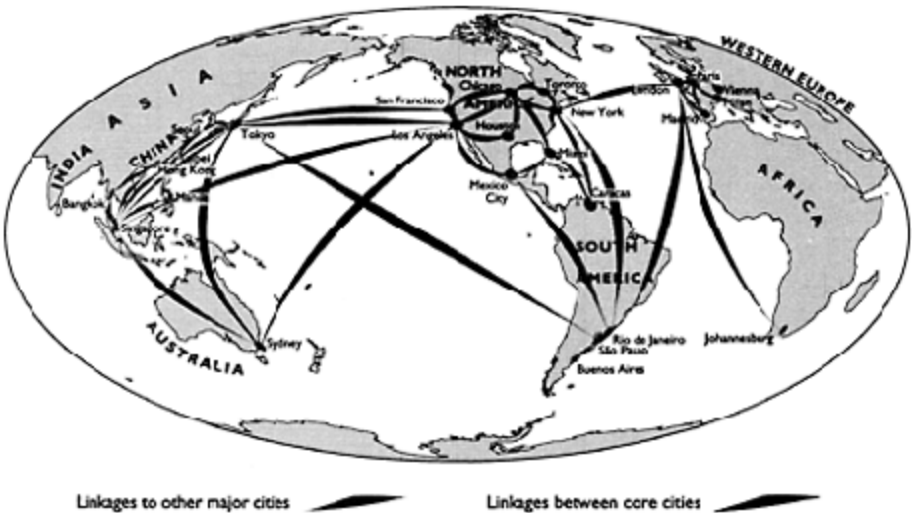 WESTERN EUROPE
NORTH
AMERICA
ASIA
CHINA
INDIA
AFRICA
SOUTH
AMERICA
AUSTRALIA
Chicago
Toronto
San Francisco
New York
London
Paris
Vienna
Milan
Madrid
Tokyo
Los Angeles
Houston
Miami
Taipei
Hong Kong
Manila
Bangkok
Singapore
Mexico
City
Caracas
Sydney
Rio de Janeiro
São Paulo
Buenos Aires
Johannesburg
Linkages to other major cities
Linkages between core cities